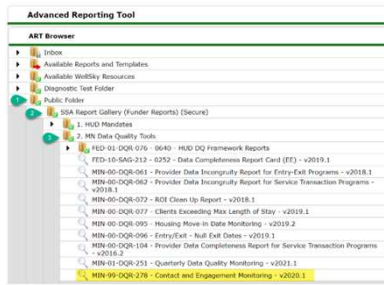 Advanced Reporting Tool
ART Browser
Inbox
Available Reports and Templates
Available WellSky Resources
Diagnostic Test Folder
1 Public Folder
2 SSA Report Gallery (Funder Reports) [Secure]
1. HUD Mandates
3 2. MN Data Quality Tools
FED-01-DQR-076 - 0640 - HUD DQ Framework Reports
FED-10-SAG-212 - 0252 - Data Completeness Report Card (EE) - v2019.1
MIN-00-DQR-061 - Provider Data Incongruity Report for Entry-Exit Programs - v2018.1
MIN-00-DQR-062 - Provider Data Incongruity Report for Service Transaction Programs -
v2018.1
MIN-00-DQR-072 - ROI Clean Up Report - v2018.1
MIN-00-DQR-077 - Clients Exceeding Max Length of Stay - v2019.1
MIN-00-DQR-095 - Housing Move-in Date Monitoring - v2019.2
MIN-00-DQR-096 - Entry/Exit - Null Exit Dates - v2019.1
MIN-00-DQR-104 - Provider Data Completeness Report for Service Transaction Programs
- v2016.2
MIN-01-DQR-251 - Quarterly Data Quality Monitoring - v2021.1
MIN-99-DQR-278 - Contact and Engagement Monitoring - v2020.1